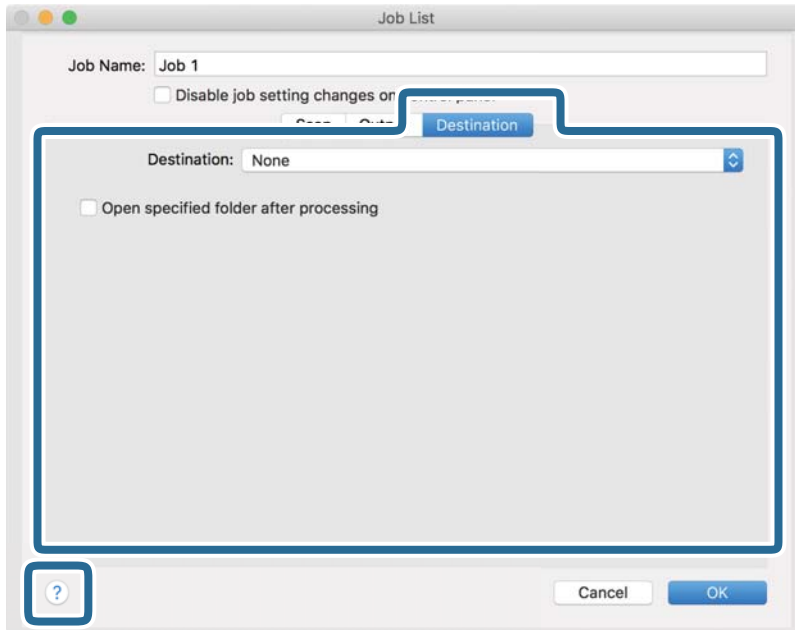 Job List
Job Name: Job 1
Disable job setting changes on
Destination
Destination: None
Open specified folder after processing
?
Cancel OK